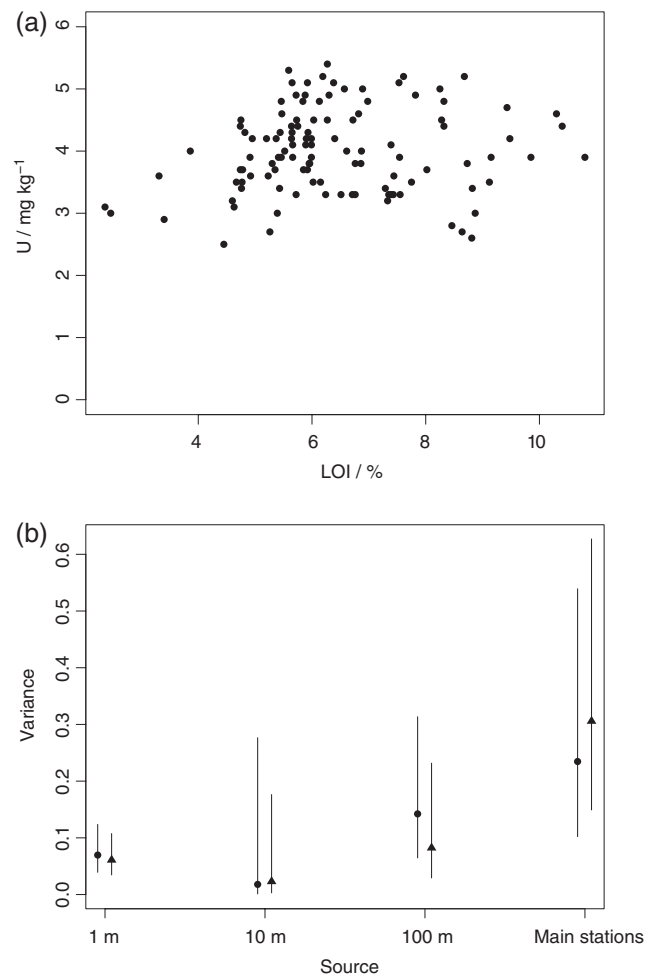 (a)
6
5
4
3
2
1
0
U / mg kg⁻¹
4 6 8 10
LOI / %
(b)
0.6
0.5
0.4
0.3
0.2
0.1
0.0
Variance
1 m 10 m 100 m Main stations
Source